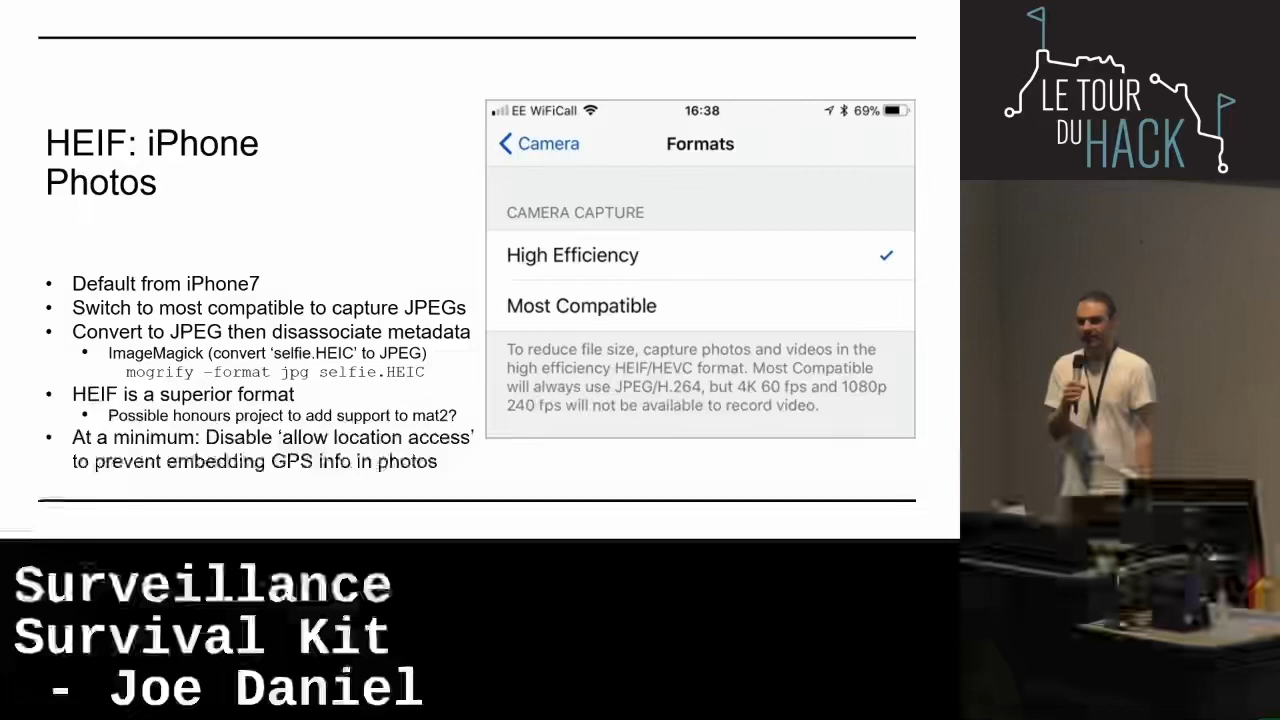 HEIF: iPhone
Photos
• Default from iPhone7
• Switch to most compatible to capture JPEGs
• Convert to JPEG then disassociate metadata
• ImageMagick (convert ‘selfie.HEIC’ to JPEG)
mogrify –format jpg selfie.HEIC
• HEIF is a superior format
• Possible honours project to add support to mat2?
• At a minimum: Disable ‘allow location access’
to prevent embedding GPS info in photos
EE WiFiCall 16:38 69%
Camera Formats
CAMERA CAPTURE
High Efficiency
Most Compatible
To reduce file size, capture photos and videos in the
high efficiency HEIF/HEVC format. Most Compatible
will always use JPEG/H.264, but 4K 60 fps and 1080p
240 fps will not be available to record video.
LE TOUR
DU HACK
Surveillance
Survival Kit
- Joe Daniel